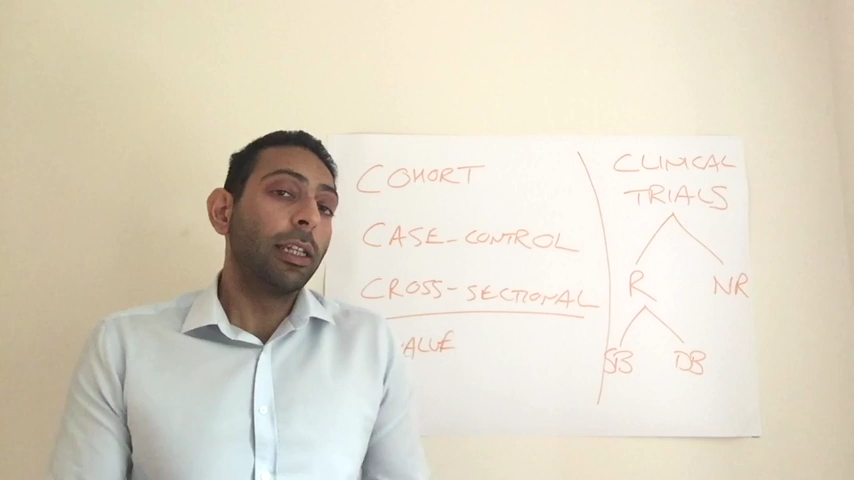 COHORT
CASE-CONTROL
CROSS-SECTIONAL
CLINICAL
TRIALS
R NR
SB DB